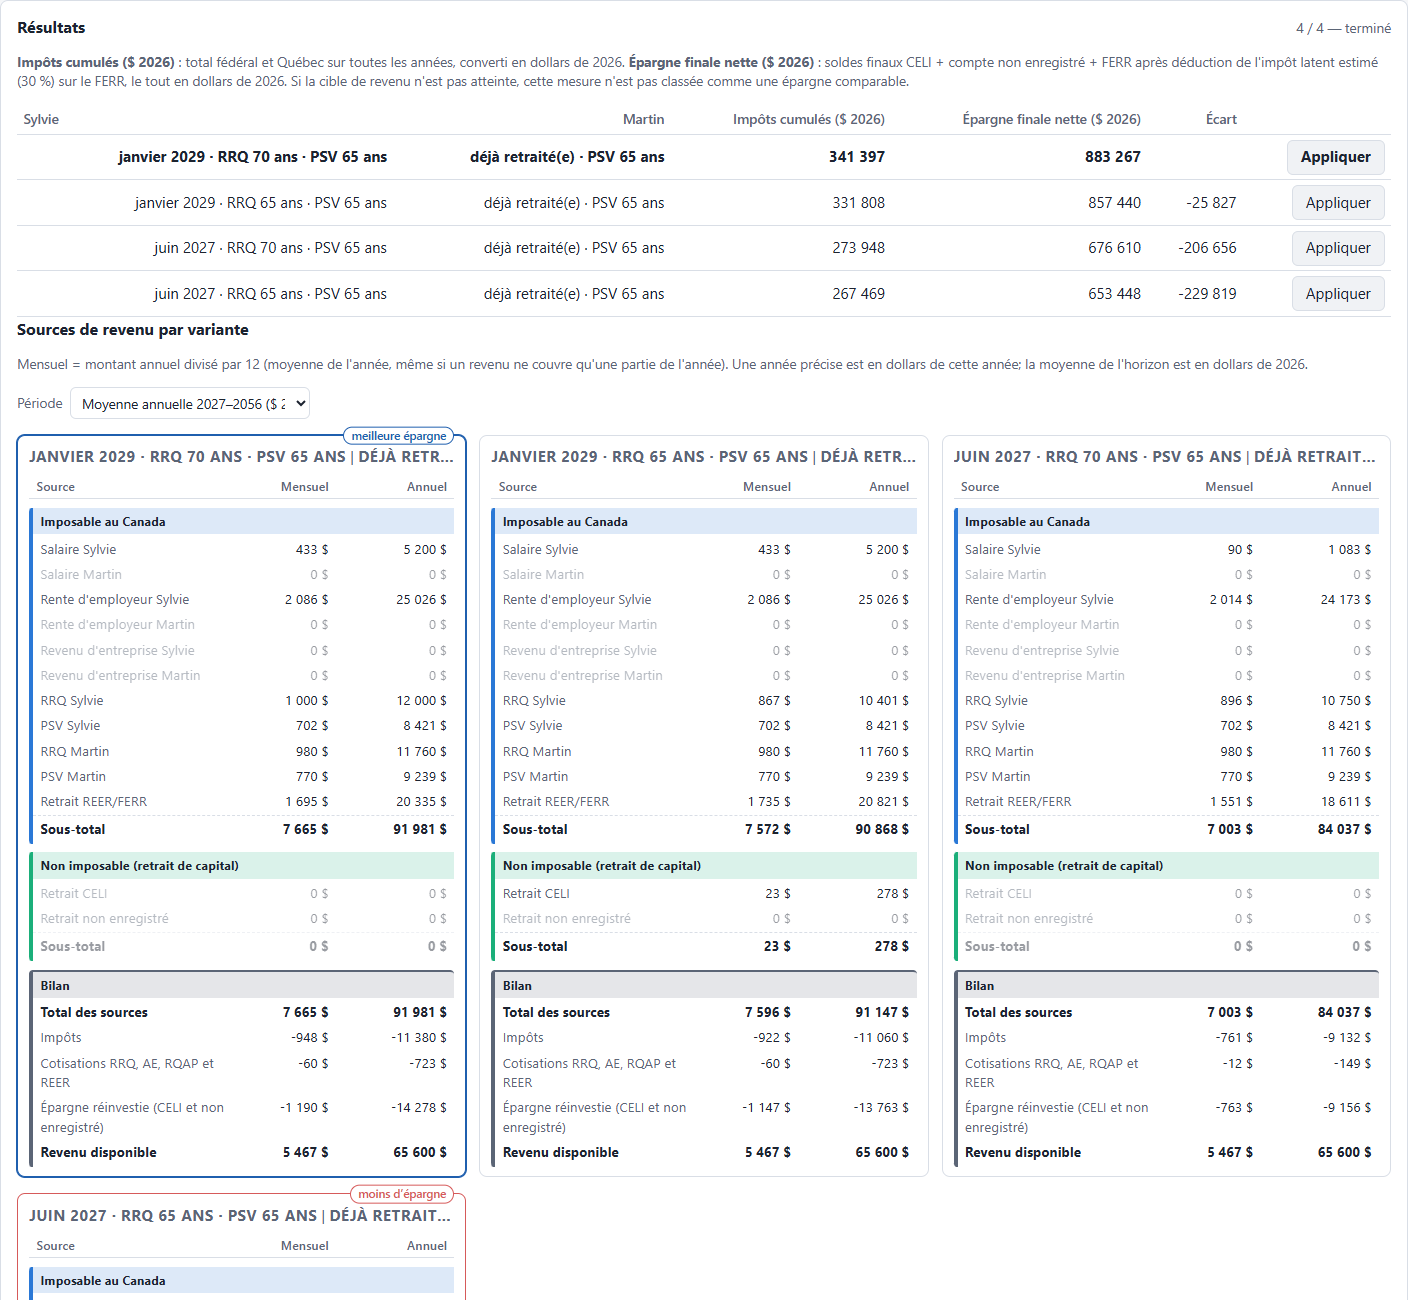 Résultats
4 / 4 — terminé
Impôts cumulés ($ 2026) : total fédéral et Québec sur toutes les années, converti en dollars de 2026. Épargne finale nette ($ 2026) : soldes finaux CELI + compte non enregistré + FERR après déduction de l'impôt latent estimé
(30 %) sur le FERR, le tout en dollars de 2026. Si la cible de revenu n'est pas atteinte, cette mesure n'est pas classée comme une épargne comparable.
Sylvie Martin Impôts cumulés ($ 2026) Épargne finale nette ($ 2026) Écart
janvier 2029 · RRQ 70 ans · PSV 65 ans déjà retraité(e) · PSV 65 ans 341 397 883 267 Appliquer
janvier 2029 · RRQ 65 ans · PSV 65 ans déjà retraité(e) · PSV 65 ans 331 808 857 440 -25 827 Appliquer
juin 2027 · RRQ 70 ans · PSV 65 ans déjà retraité(e) · PSV 65 ans 273 948 676 610 -206 656 Appliquer
juin 2027 · RRQ 65 ans · PSV 65 ans déjà retraité(e) · PSV 65 ans 267 469 653 448 -229 819 Appliquer
Sources de revenu par variante
Mensuel = montant annuel divisé par 12 (moyenne de l'année, même si un revenu ne couvre qu'une partie de l'année). Une année précise est en dollars de cette année; la moyenne de l'horizon est en dollars de 2026.
Période Moyenne annuelle 2027–2056 ($ 2
meilleure épargne
JANVIER 2029 · RRQ 70 ANS · PSV 65 ANS | DÉJÀ RETR...
Source Mensuel Annuel
Imposable au Canada
Salaire Sylvie 433 $ 5 200 $
Salaire Martin 0 $ 0 $
Rente d'employeur Sylvie 2 086 $ 25 026 $
Rente d'employeur Martin 0 $ 0 $
Revenu d'entreprise Sylvie 0 $ 0 $
Revenu d'entreprise Martin 0 $ 0 $
RRQ Sylvie 1 000 $ 12 000 $
PSV Sylvie 702 $ 8 421 $
RRQ Martin 980 $ 11 760 $
PSV Martin 770 $ 9 239 $
Retrait REER/FERR 1 695 $ 20 335 $
Sous-total 7 665 $ 91 981 $
Non imposable (retrait de capital)
Retrait CELI 0 $ 0 $
Retrait non enregistré 0 $ 0 $
Sous-total 0 $ 0 $
Bilan
Total des sources 7 665 $ 91 981 $
Impôts -948 $ -11 380 $
Cotisations RRQ, AE, RQAP et -60 $ -723 $
REER
Épargne réinvestie (CELI et non -1 190 $ -14 278 $
enregistré)
Revenu disponible 5 467 $ 65 600 $
JANVIER 2029 · RRQ 65 ANS · PSV 65 ANS | DÉJÀ RETR...
Source Mensuel Annuel
Imposable au Canada
Salaire Sylvie 433 $ 5 200 $
Salaire Martin 0 $ 0 $
Rente d'employeur Sylvie 2 086 $ 25 026 $
Rente d'employeur Martin 0 $ 0 $
Revenu d'entreprise Sylvie 0 $ 0 $
Revenu d'entreprise Martin 0 $ 0 $
RRQ Sylvie 867 $ 10 401 $
PSV Sylvie 702 $ 8 421 $
RRQ Martin 980 $ 11 760 $
PSV Martin 770 $ 9 239 $
Retrait REER/FERR 1 735 $ 20 821 $
Sous-total 7 572 $ 90 868 $
Non imposable (retrait de capital)
Retrait CELI 23 $ 278 $
Retrait non enregistré 0 $ 0 $
Sous-total 23 $ 278 $
Bilan
Total des sources 7 596 $ 91 147 $
Impôts -922 $ -11 060 $
Cotisations RRQ, AE, RQAP et -60 $ -723 $
REER
Épargne réinvestie (CELI et non -1 147 $ -13 763 $
enregistré)
Revenu disponible 5 467 $ 65 600 $
JUIN 2027 · RRQ 70 ANS · PSV 65 ANS | DÉJÀ RETRAIT...
Source Mensuel Annuel
Imposable au Canada
Salaire Sylvie 90 $ 1 083 $
Salaire Martin 0 $ 0 $
Rente d'employeur Sylvie 2 014 $ 24 173 $
Rente d'employeur Martin 0 $ 0 $
Revenu d'entreprise Sylvie 0 $ 0 $
Revenu d'entreprise Martin 0 $ 0 $
RRQ Sylvie 896 $ 10 750 $
PSV Sylvie 702 $ 8 421 $
RRQ Martin 980 $ 11 760 $
PSV Martin 770 $ 9 239 $
Retrait REER/FERR 1 551 $ 18 611 $
Sous-total 7 003 $ 84 037 $
Non imposable (retrait de capital)
Retrait CELI 0 $ 0 $
Retrait non enregistré 0 $ 0 $
Sous-total 0 $ 0 $
Bilan
Total des sources 7 003 $ 84 037 $
Impôts -761 $ -9 132 $
Cotisations RRQ, AE, RQAP et -12 $ -149 $
REER
Épargne réinvestie (CELI et non -763 $ -9 156 $
enregistré)
Revenu disponible 5 467 $ 65 600 $
moins d'épargne
JUIN 2027 · RRQ 65 ANS · PSV 65 ANS | DÉJÀ RETRAIT...
Source Mensuel Annuel
Imposable au Canada